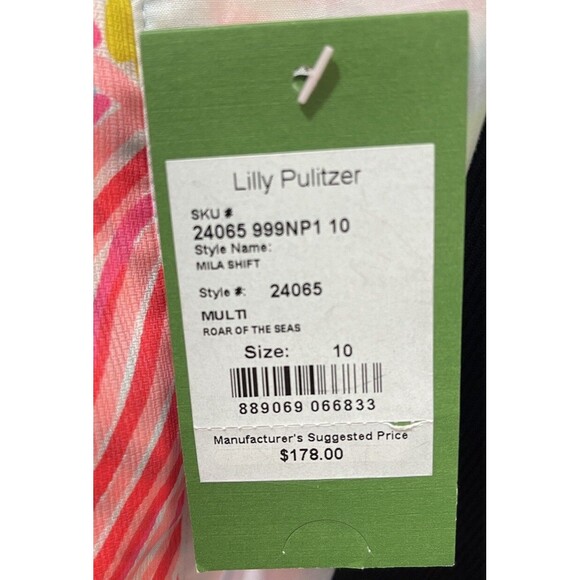 Lilly Pulitzer
SKU #
24065 999NP1 10
Style Name:
MILA SHIFT
Style #: 24065
MULTI
ROAR OF THE SEAS
Size: 10
889069 066833
Manufacturer's Suggested Price
$178.00